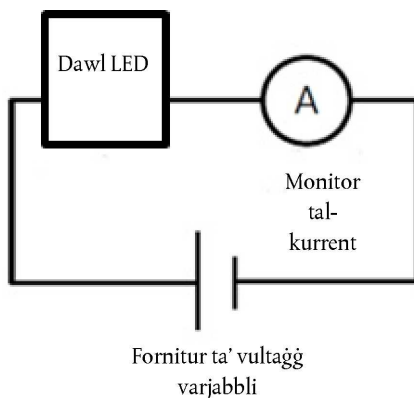 Dawl LED
A
Monitor
tal-
kurrent
Fornitur ta' vultaġġ
varjabbli